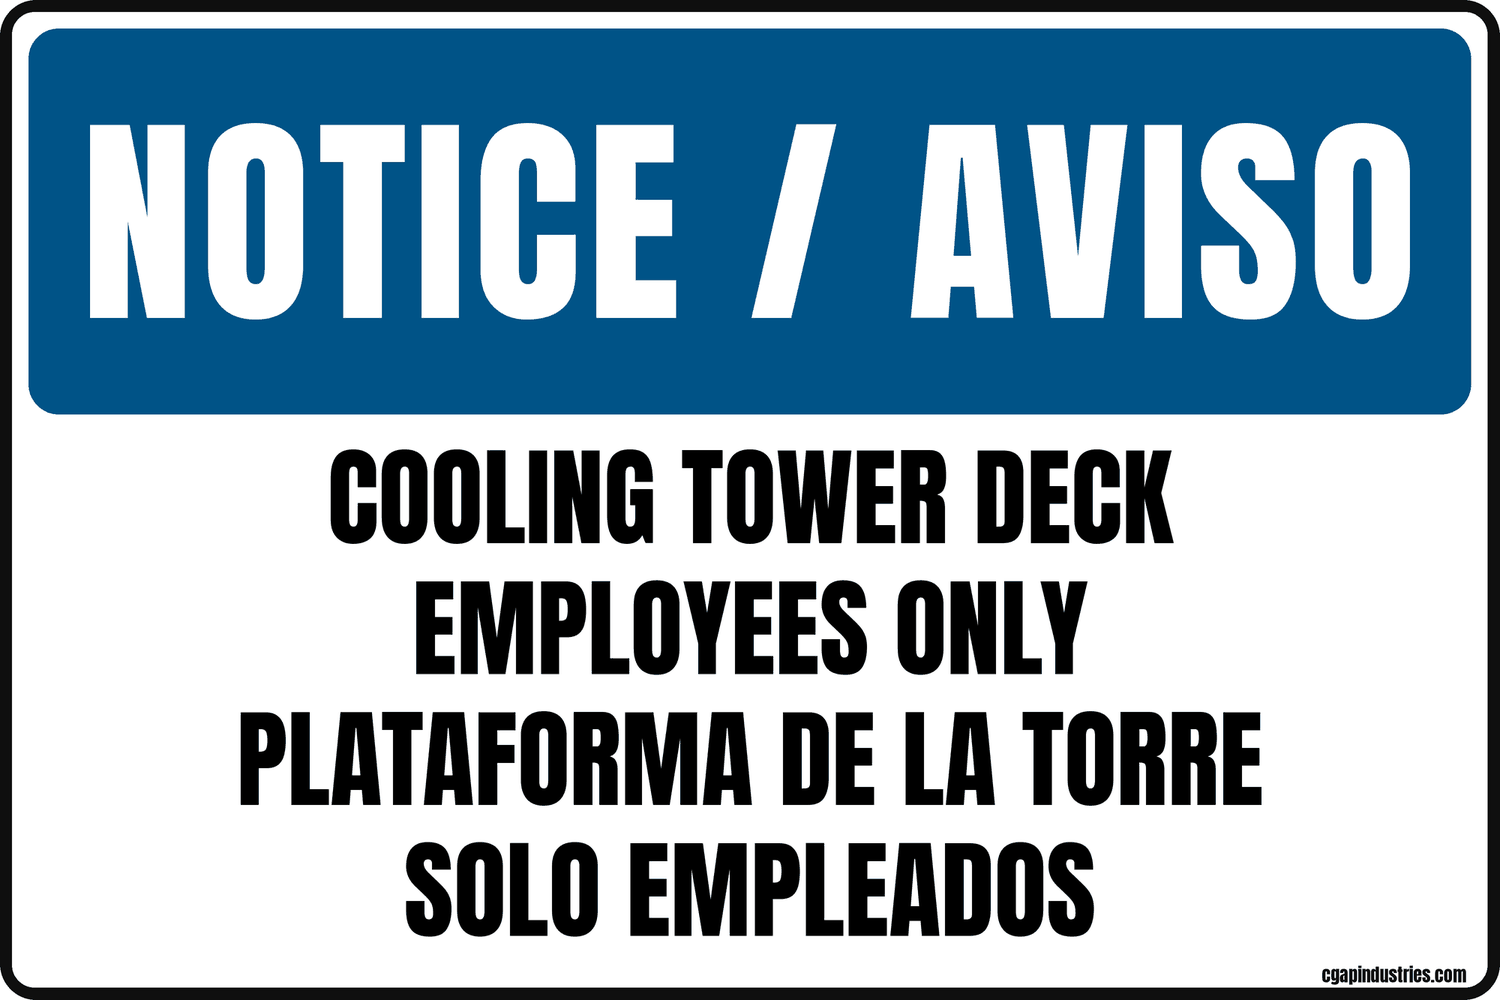 NOTICE / AVISO
COOLING TOWER DECK
EMPLOYEES ONLY
PLATAFORMA DE LA TORRE
SOLO EMPLEADOS
cgapindustries.com